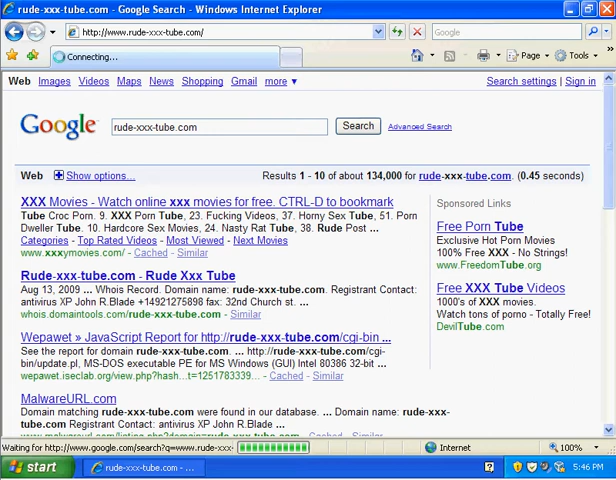 rude-xxx-tube.com - Google Search - Windows Internet Explorer
http://www.rude-xxx-tube.com/
Google
Connecting...
Page
Tools
Web Images Videos Maps News Shopping Gmail more ▼
Search settings | Sign in
Google
rude-xxx-tube.com
Search
Advanced Search
Web
Show options...
Results 1 - 10 of about 134,000 for rude-xxx-tube.com. (0.45 seconds)
XXX Movies - Watch online xxx movies for free. CTRL-D to bookmark
Tube Croc Porn. 9. XXX Porn Tube, 23. Fucking Videos, 37. Horny Sex Tube, 51. Porn
Dweller Tube. 10. Hardcore Sex Movies, 24. Nasty Rat Tube, 38. Rude Post ...
Categories - Top Rated Videos - Most Viewed - Next Movies
www.xxxymovies.com/ - Cached - Similar
Rude-xxx-tube.com - Rude Xxx Tube
Aug 13, 2009 ... Whois Record. Domain name: rude-xxx-tube.com. Registrant Contact:
antivirus XP John R.Blade +14921275898 fax: 32nd Church st. ...
whois.domaintools.com/rude-xxx-tube.com - Similar
Wepawet » JavaScript Report for http://rude-xxx-tube.com/cgi-bin ...
See the report for domain rude-xxx-tube.com. ... http://rude-xxx-tube.com/cgi-
bin/update.pl, MS-DOS executable PE for MS Windows (GUI) Intel 80386 32-bit ...
wepawet.iseclab.org/view.php?hash...t=1251783339... - Cached - Similar
MalwareURL.com
Domain matching rude-xxx-tube.com were found in our database. ... Domain name: rude-xxx-
tube.com Registrant Contact: antivirus XP John R.Blade ...
Sponsored Links
Free Porn Tube
Exclusive Hot Porn Movies
100% Free XXX - No Strings!
www.FreedomTube.org
Free XXX Tube Videos
1000's of XXX movies.
Watch tons of porno - Totally Free!
DevilTube.com
Waiting for http://www.google.com/search?q=www.rude-xxx-
Internet
100%
start
rude-xxx-tube.com - ...
5:46 PM